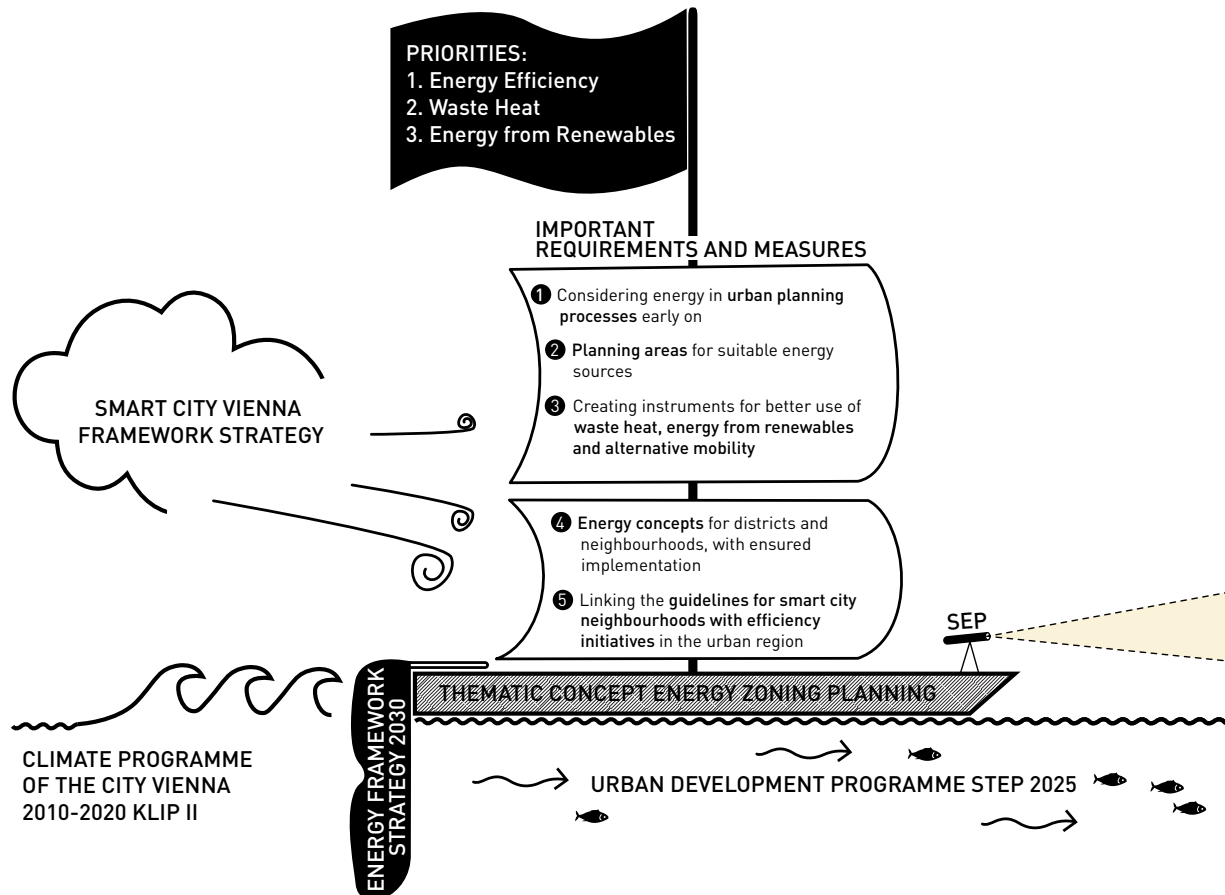 PRIORITIES:
1. Energy Efficiency
2. Waste Heat
3. Energy from Renewables
IMPORTANT
REQUIREMENTS AND MEASURES
1 Considering energy in urban planning
processes early on
2 Planning areas for suitable energy
sources
3 Creating instruments for better use of
waste heat, energy from renewables
and alternative mobility
SMART CITY VIENNA
FRAMEWORK STRATEGY
4 Energy concepts for districts and
neighbourhoods, with ensured
implementation
5 Linking the guidelines for smart city
neighbourhoods with efficiency
initiatives in the urban region
SEP
THEMATIC CONCEPT ENERGY ZONING PLANNING
ENERGY FRAMEWORK
STRATEGY 2030
CLIMATE PROGRAMME
OF THE CITY VIENNA
2010-2020 KLIP II
URBAN DEVELOPMENT PROGRAMME STEP 2025